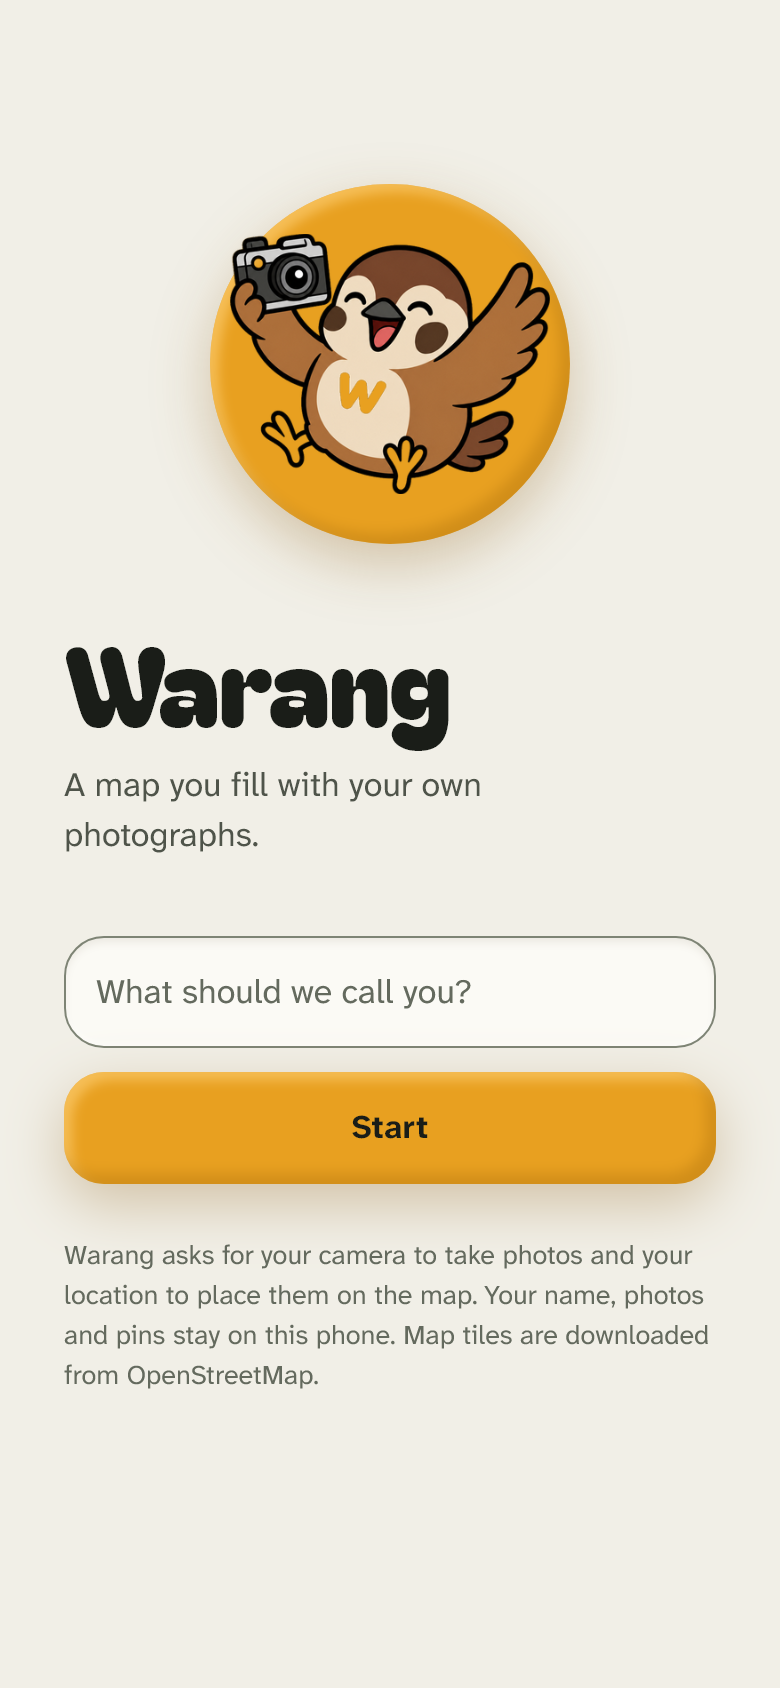 W
Warang
A map you fill with your own
photographs.
What should we call you?
Start
Warang asks for your camera to take photos and your
location to place them on the map. Your name, photos
and pins stay on this phone. Map tiles are downloaded
from OpenStreetMap.